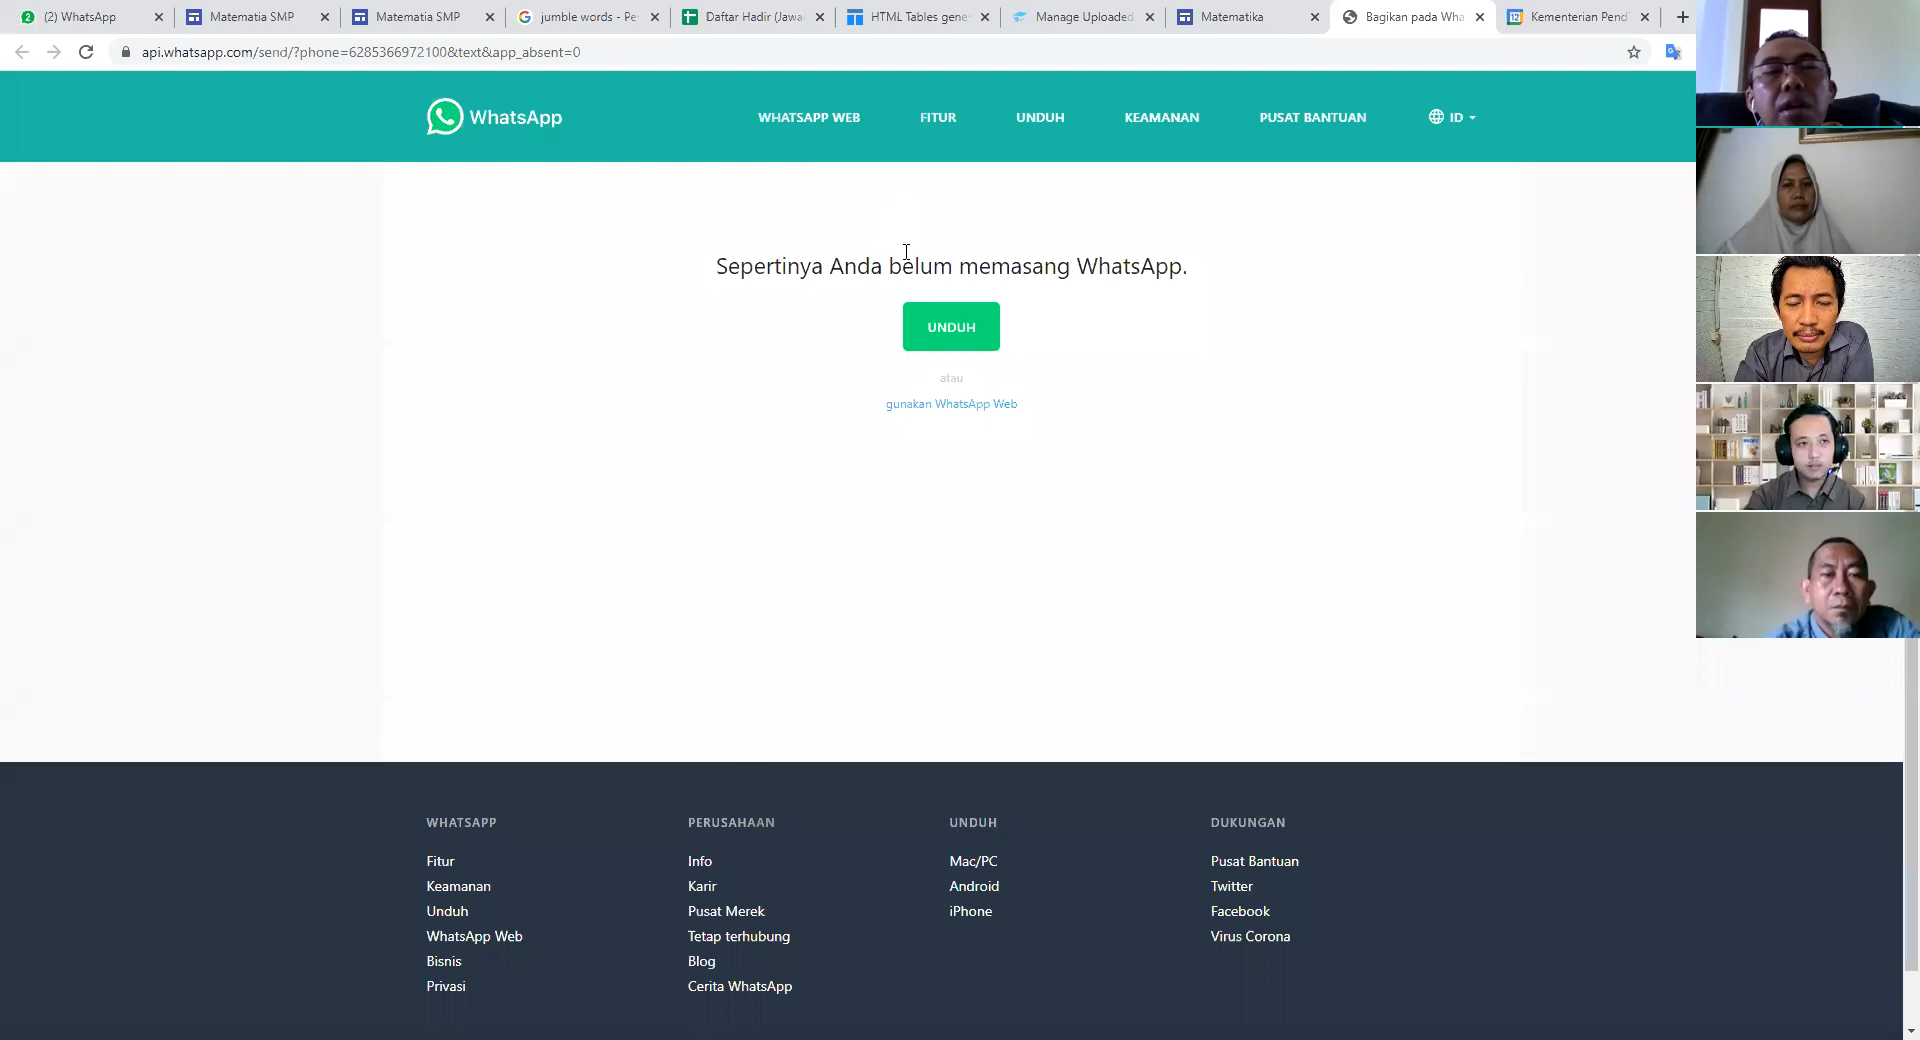 (2) WhatsApp
Matematia SMP
Matematia SMP
jumble words - Pe
Daftar Hadir (Jawa
HTML Tables gene
Manage Uploaded
Matematika
Bagikan pada Wha
Kementerian Pend
api.whatsapp.com/send/?phone=6285366972100&text&app_absent=0
WhatsApp
WHATSAPP WEB
FITUR
UNDUH
KEAMANAN
PUSAT BANTUAN
ID
Sepertinya Anda belum memasang WhatsApp.
UNDUH
atau
gunakan WhatsApp Web
WHATSAPP
Fitur
Keamanan
Unduh
WhatsApp Web
Bisnis
Privasi
PERUSAHAAN
Info
Karir
Pusat Merek
Tetap terhubung
Blog
Cerita WhatsApp
UNDUH
Mac/PC
Android
iPhone
DUKUNGAN
Pusat Bantuan
Twitter
Facebook
Virus Corona